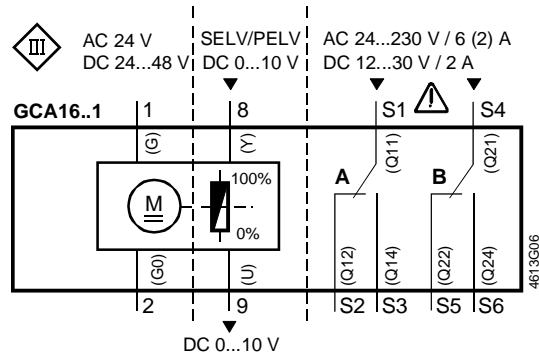 III
AC 24 V
DC 24...48 V
SELV/PELV
DC 0...10 V
AC 24...230 V / 6 (2) A
DC 12...30 V / 2 A
GCA16..1
1
8
S1
S4
(G)
(Y)
(Q11)
(Q21)
M
100%
0%
A
B
(G0)
(U)
(Q12)
(Q14)
(Q22)
(Q24)
2
9
S2
S3
S5
S6
DC 0...10 V
4613G06